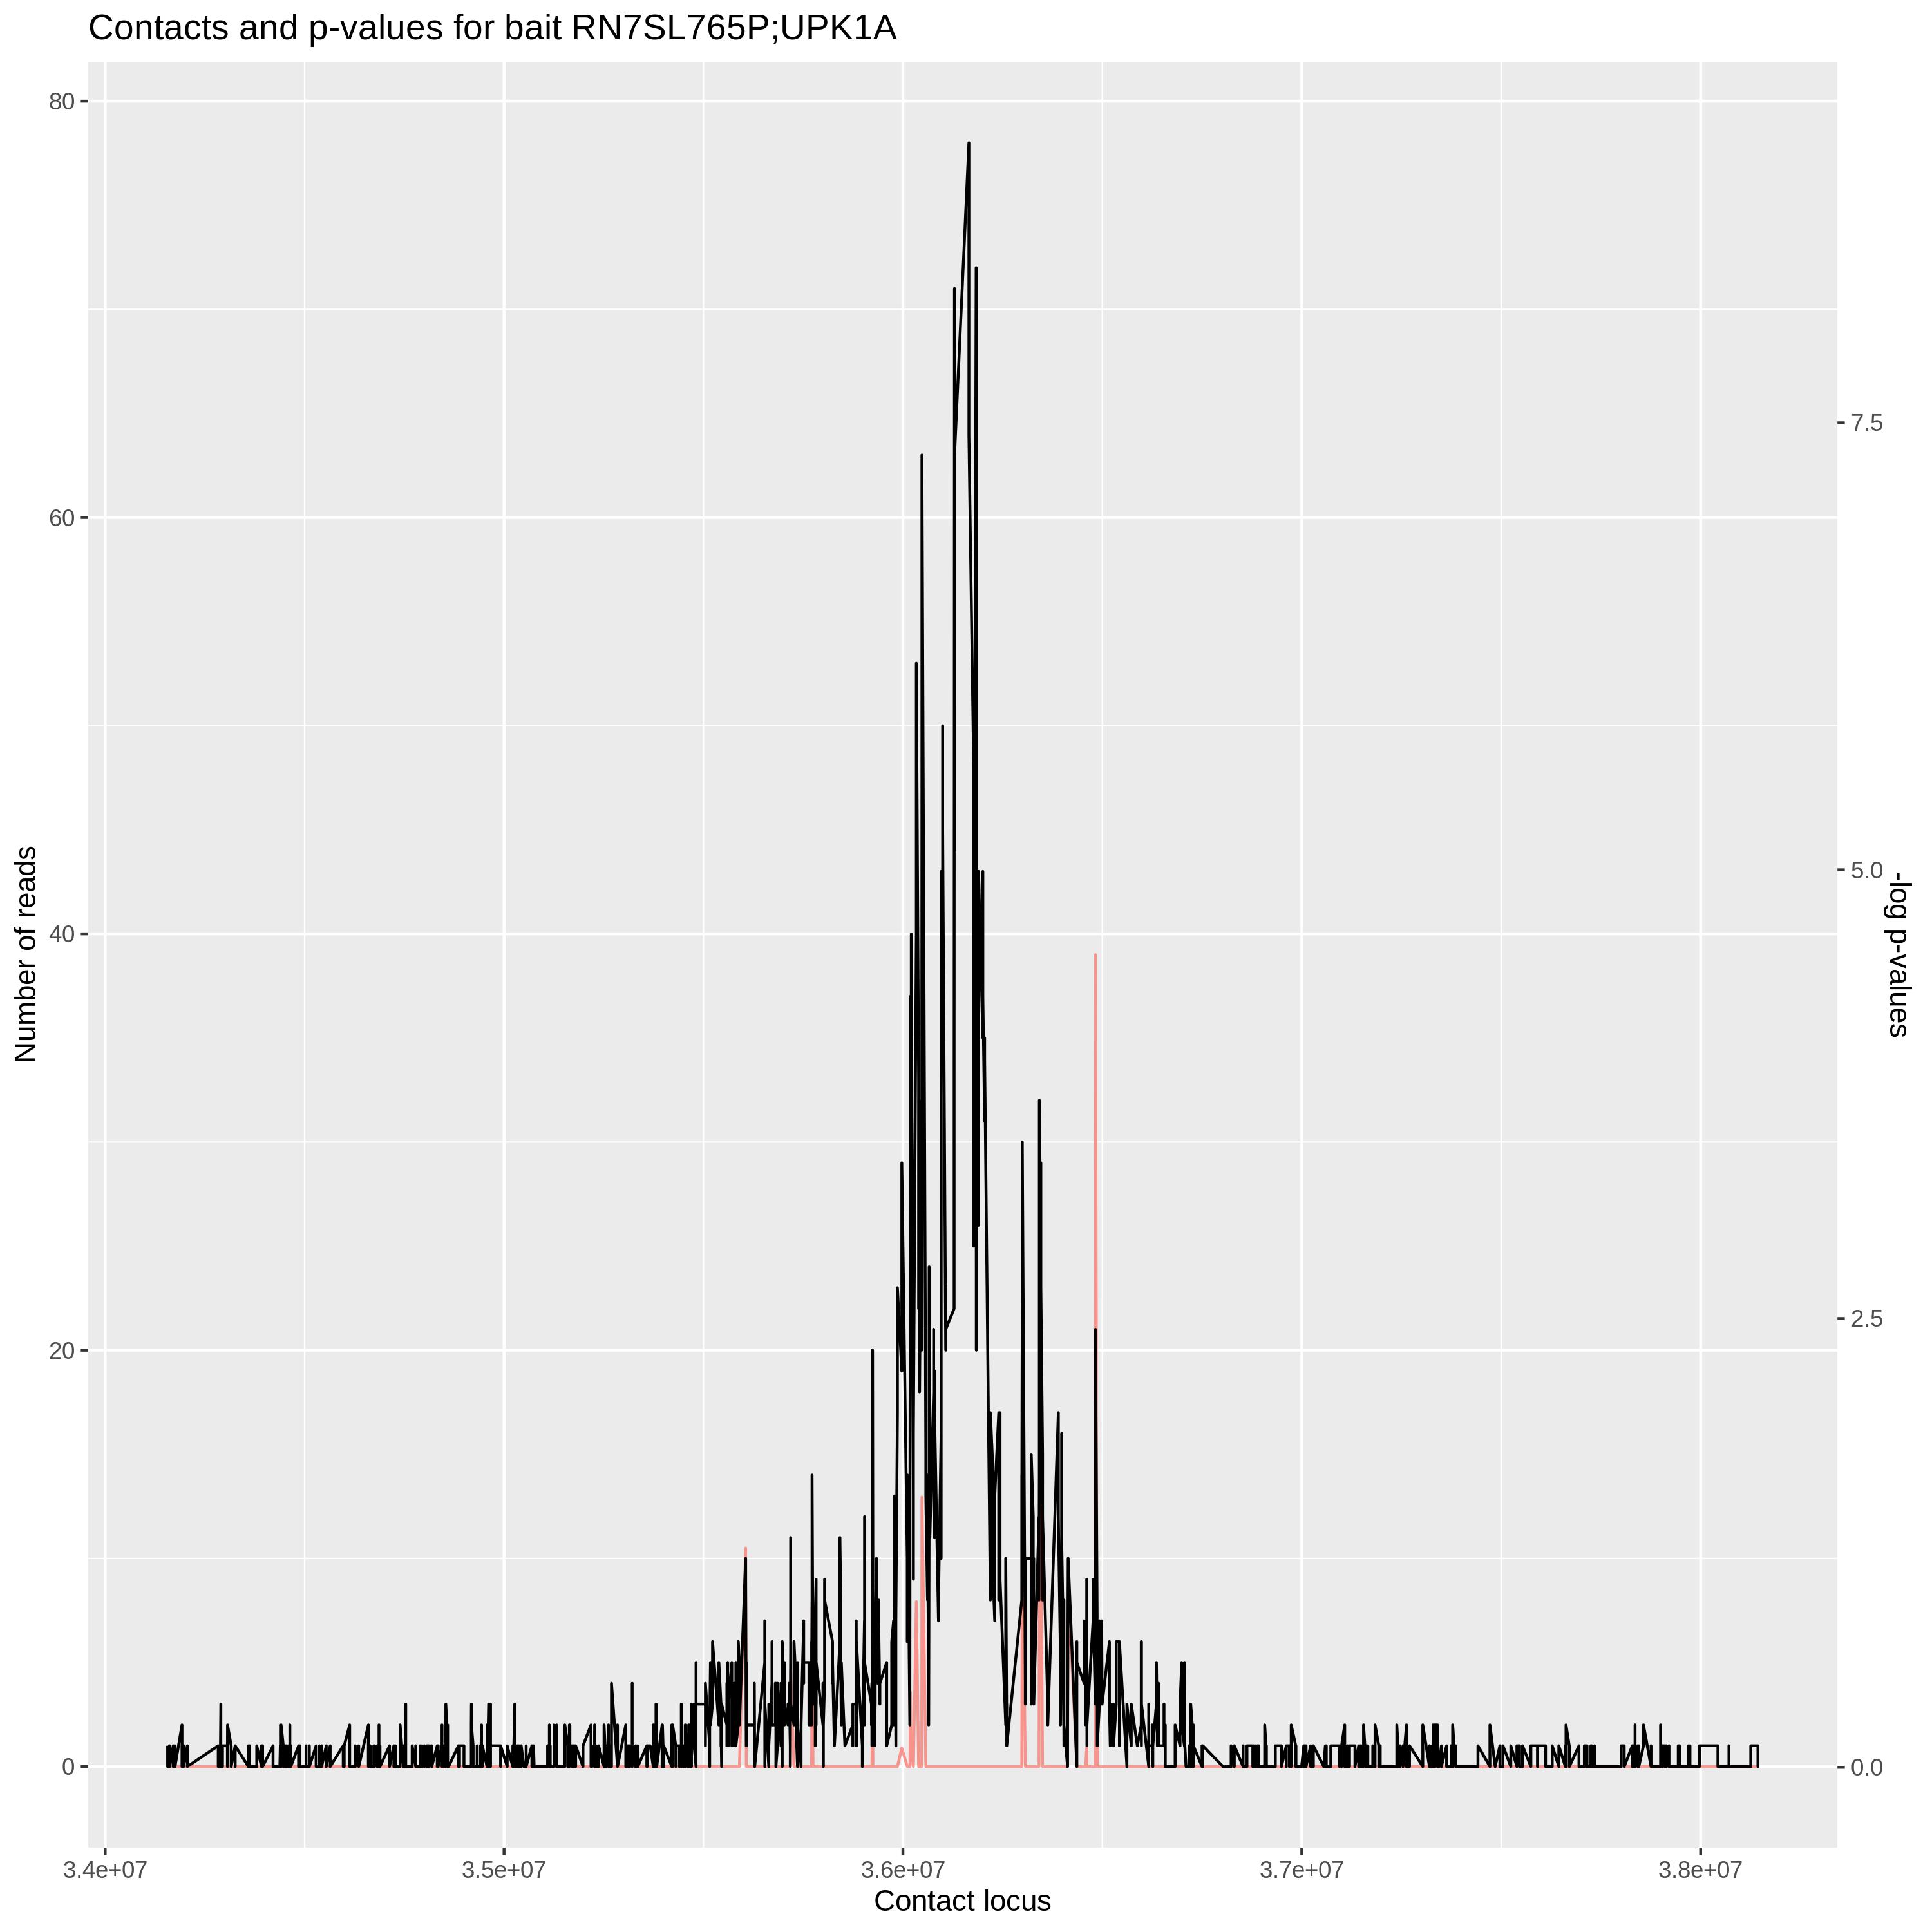 Contacts and p-values for bait RN7SL765P;UPK1A
80
60
40
20
0
Number of reads
7.5
5.0
2.5
0.0
-log p-values
3.4e+07
3.5e+07
3.6e+07
3.7e+07
3.8e+07
Contact locus